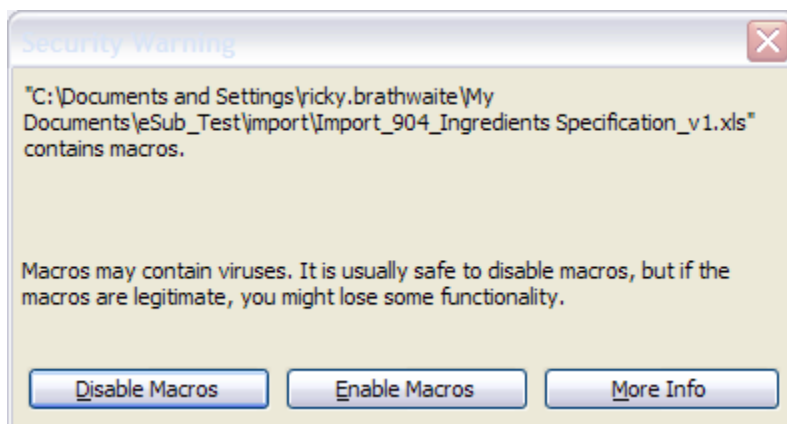 Security Warning
"C:\Documents and Settings\ricky.brathwaite\My
Documents\eSub_Test\import\Import_904_Ingredients Specification_v1.xls"
contains macros.
Macros may contain viruses. It is usually safe to disable macros, but if the
macros are legitimate, you might lose some functionality.
Disable Macros Enable Macros More Info